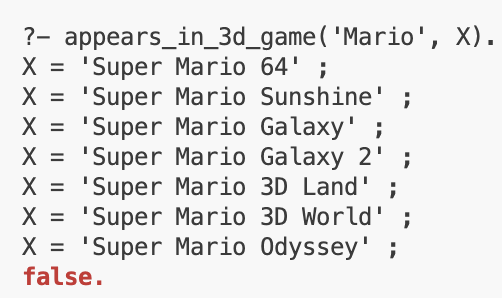 ?- appears_in_3d_game('Mario', X).
X = 'Super Mario 64' ;
X = 'Super Mario Sunshine' ;
X = 'Super Mario Galaxy' ;
X = 'Super Mario Galaxy 2' ;
X = 'Super Mario 3D Land' ;
X = 'Super Mario 3D World' ;
X = 'Super Mario Odyssey' ;
false.